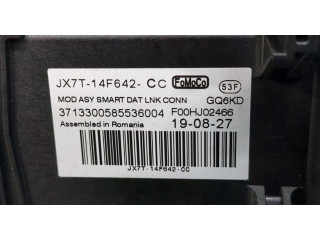 JX7T-14F642- CC FoMoCo 53F
MOD ASY SMART DAT LNK CONN GQ6KD
3713300585536004 F00HJ02466
Assembled in Romania 19-08-27
JX7T-14F642-CC